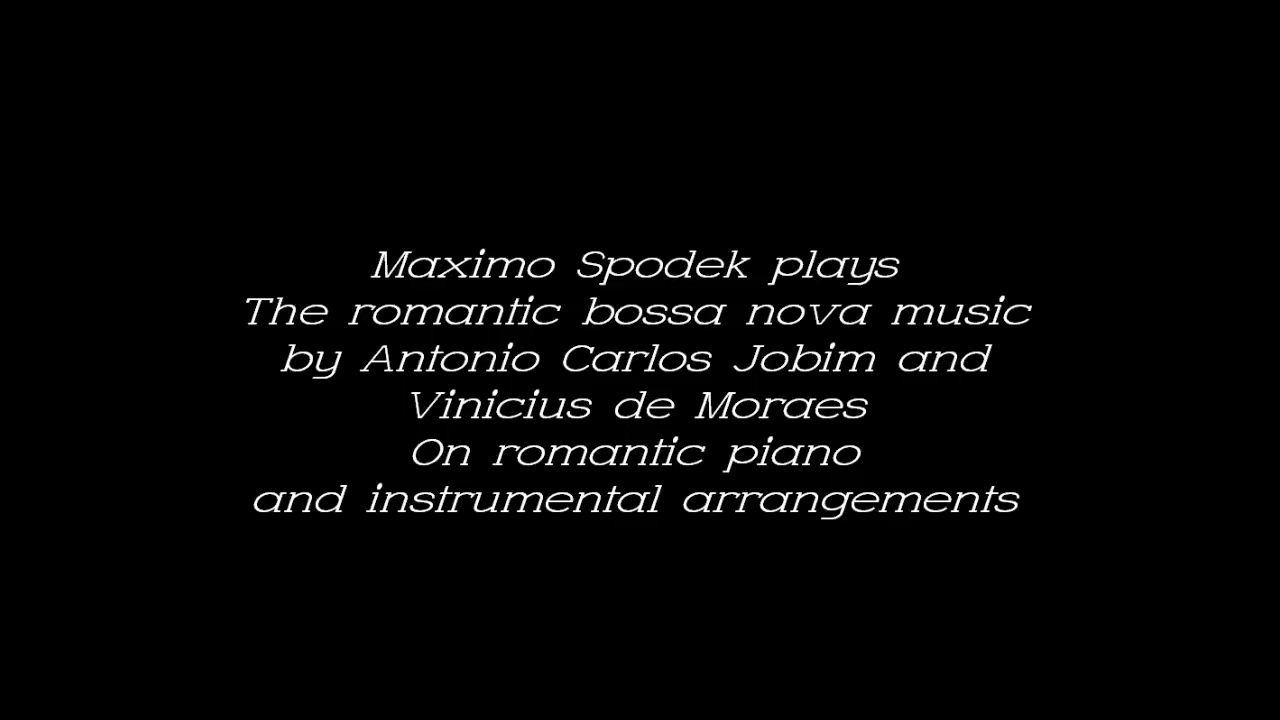 Maximo Spodek plays
The romantic bossa nova music
by Antonio Carlos Jobim and
Vinicius de Moraes
On romantic piano
and instrumental arrangements